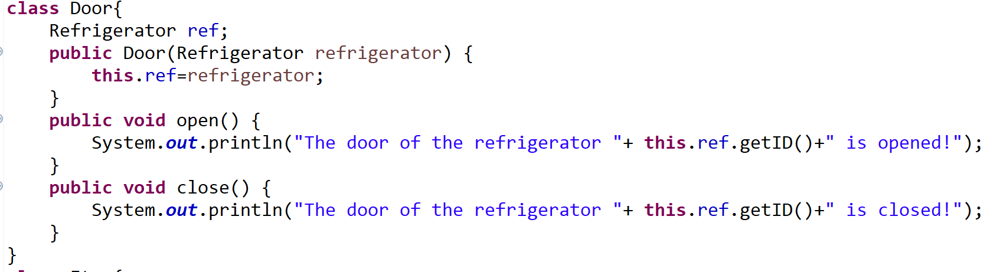 class Door{
    Refrigerator ref;
    public Door(Refrigerator refrigerator) {
        this.ref=refrigerator;
    }
    public void open() {
        System.out.println("The door of the refrigerator "+ this.ref.getID()+" is opened!");
    }
    public void close() {
        System.out.println("The door of the refrigerator "+ this.ref.getID()+" is closed!");
    }
}